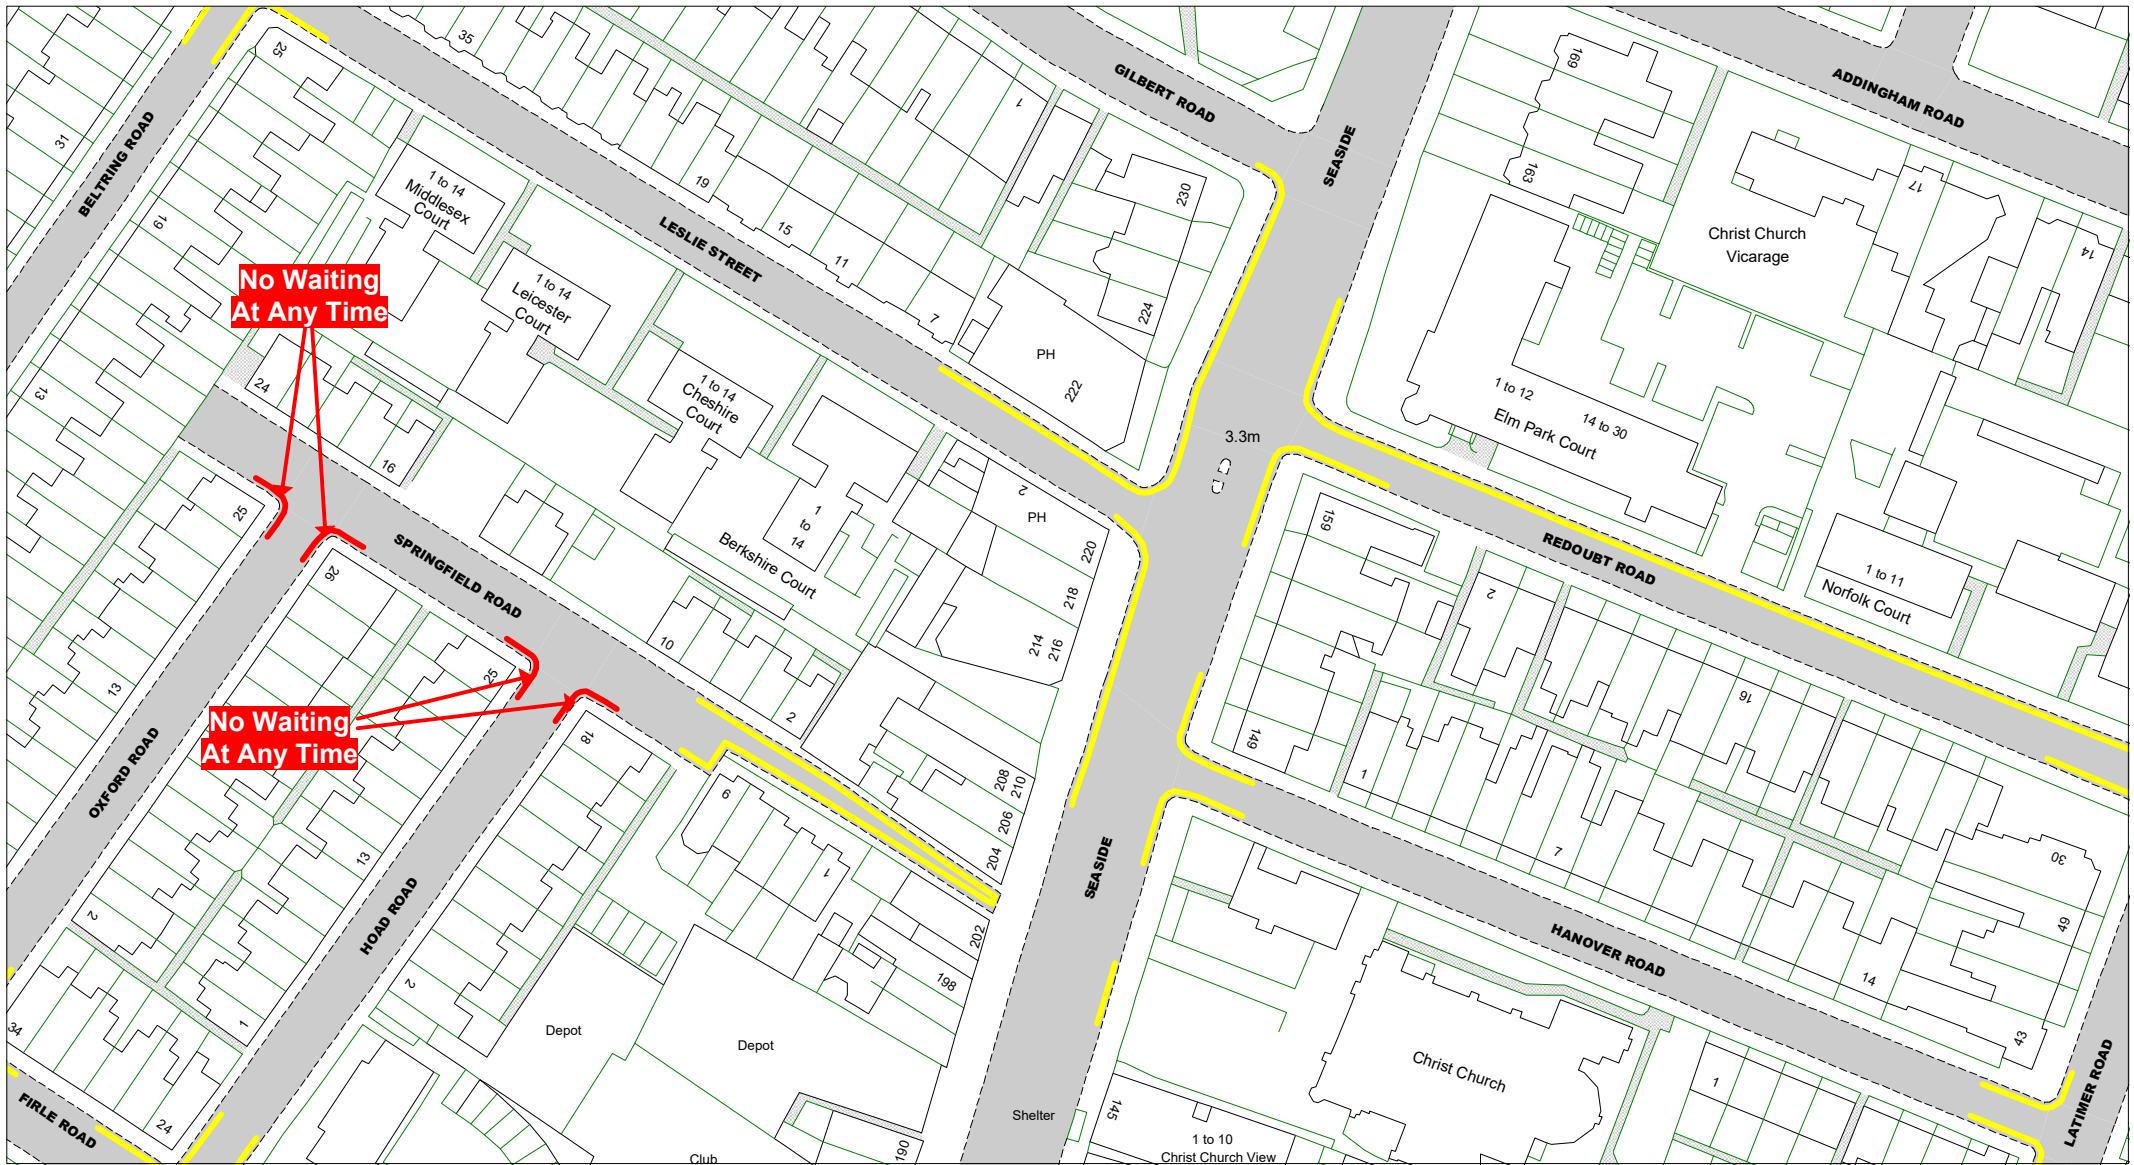 35
25
GILBERT ROAD
SEASIDE
169
ADDINGHAM ROAD
31
BELTRING ROAD
1
1 to 14
Middlesex
Court
19
230
163
17
19
LESLIE STREET
15
11
7
224
Christ Church
Vicarage
14
No Waiting
At Any Time
1 to 14
Leicester
Court
PH
222
13
24
1 to 14
Cheshire
Court
1 to 12
14 to 30
Elm Park Court
3.3m
16
25
2
PH
220
159
1
to
14
SPRINGFIELD ROAD
Berkshire Court
REDOUBT ROAD
1 to 11
Norfolk Court
26
218
2
10
214
216
25
13
16
No Waiting
At Any Time
2
18
149
1
OXFORD ROAD
208
210
6
206
204
7
30
13
1
SEASIDE
HOAD ROAD
2
202
49
HANOVER ROAD
198
14
2
1
34
Depot
Depot
43
Christ Church
1
LATIMER ROAD
FIRLE ROAD
24
Shelter
145
190
1 to 10
Christ Church View
Club